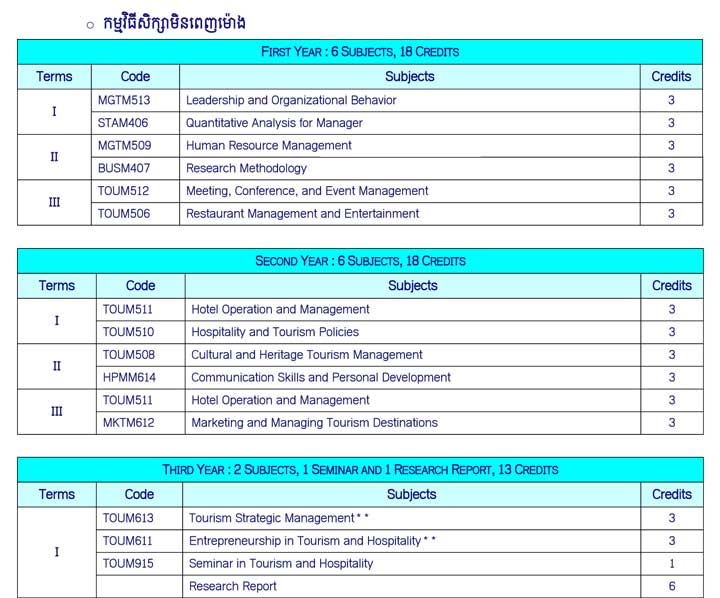 ○ កម្មវិធីសិក្សាមិនពេញម៉ោង
FIRST YEAR : 6 SUBJECTS, 18 CREDITS
Terms Code Subjects Credits
I
MGTM513 Leadership and Organizational Behavior 3
STAM406 Quantitative Analysis for Manager 3
II
MGTM509 Human Resource Management 3
BUSM407 Research Methodology 3
III
TOUM512 Meeting, Conference, and Event Management 3
TOUM506 Restaurant Management and Entertainment 3
SECOND YEAR : 6 SUBJECTS, 18 CREDITS
Terms Code Subjects Credits
I
TOUM511 Hotel Operation and Management 3
TOUM510 Hospitality and Tourism Policies 3
II
TOUM508 Cultural and Heritage Tourism Management 3
HPMM614 Communication Skills and Personal Development 3
III
TOUM511 Hotel Operation and Management 3
MKTM612 Marketing and Managing Tourism Destinations 3
THIRD YEAR : 2 SUBJECTS, 1 SEMINAR AND 1 RESEARCH REPORT, 13 CREDITS
Terms Code Subjects Credits
I
TOUM613 Tourism Strategic Management** 3
TOUM611 Entrepreneurship in Tourism and Hospitality** 3
TOUM915 Seminar in Tourism and Hospitality 1
Research Report 6